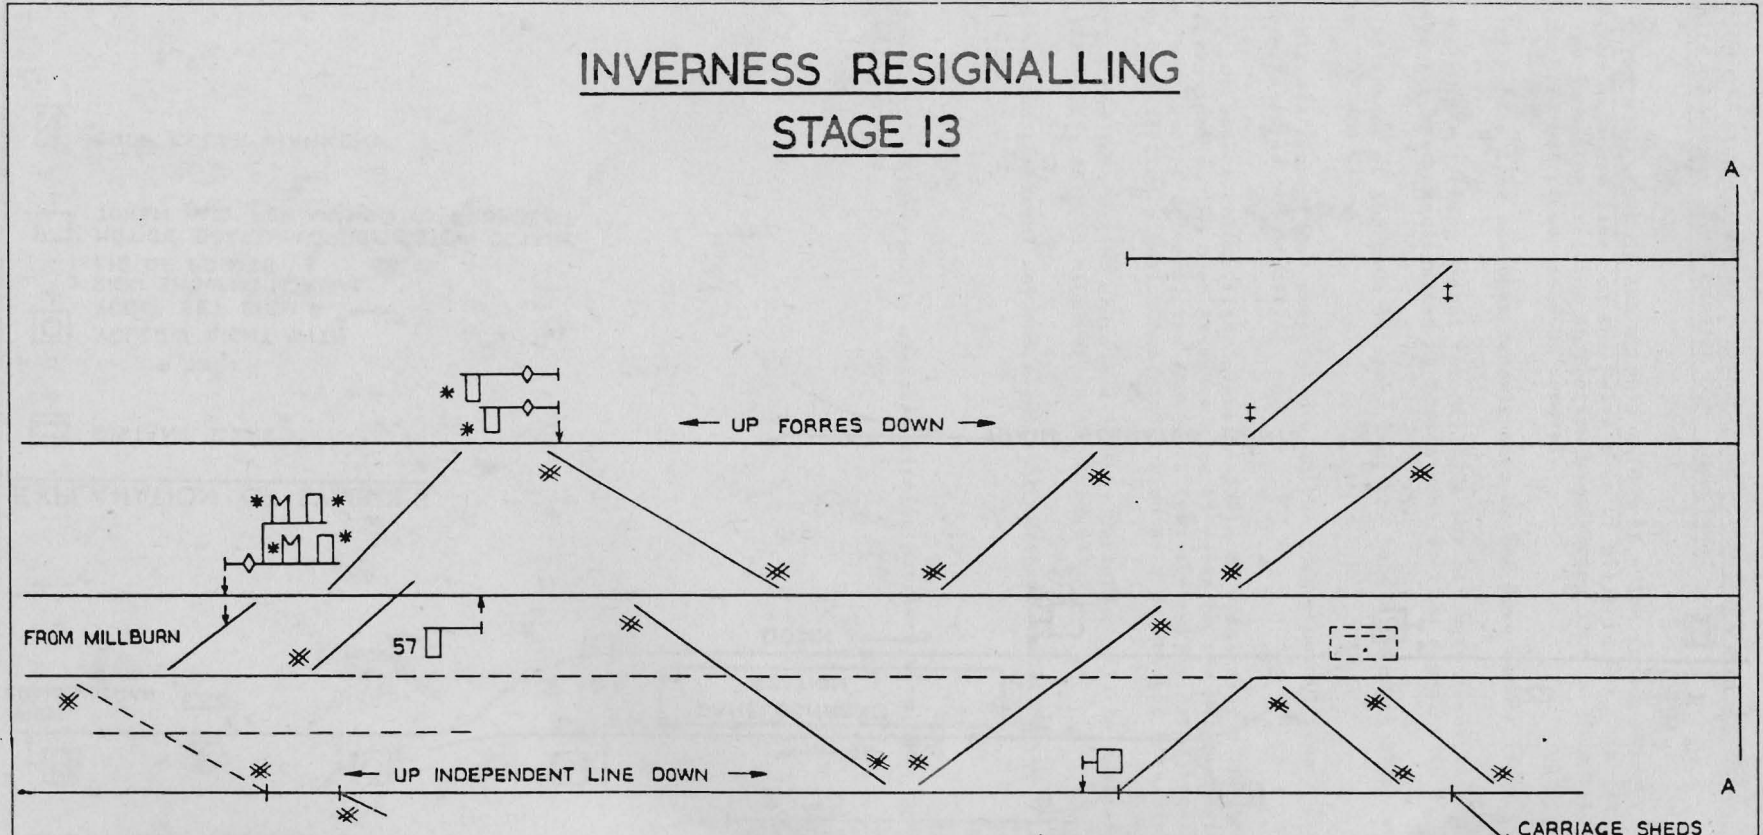 INVERNESS RESIGNALLING
STAGE 13
A
UP FORRES DOWN
M
M
FROM MILLBURN
57
UP INDEPENDENT LINE DOWN
A
CARRIAGE SHEDS